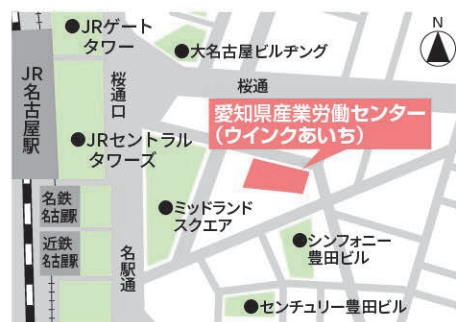 ●JRゲート
タワー
●大名古屋ビルヂング
N
JR
名古屋駅
桜通口
桜通
愛知県産業労働センター
(ウインクあいち)
●JRセントラル
タワーズ
名鉄
名古屋駅
●ミッドランド
スクエア
近鉄
名古屋駅
名駅通
●シンフォニー
豊田ビル
●センチュリー豊田ビル